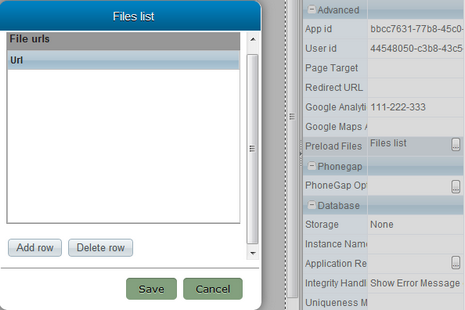 Files list
File urls
Url
Add row
Delete row
Save
Cancel
Advanced
App id bbcc7631-77b8-45c0-
User id 44548050-c3b8-43c5
Page Target
Redirect URL
Google Analyti 111-222-333
Google Maps A
Preload Files Files list ...
Phonegap
PhoneGap Opt ...
Database
Storage None
Instance Name
Application Re ...
Integrity Handl Show Error Message
Uniqueness M